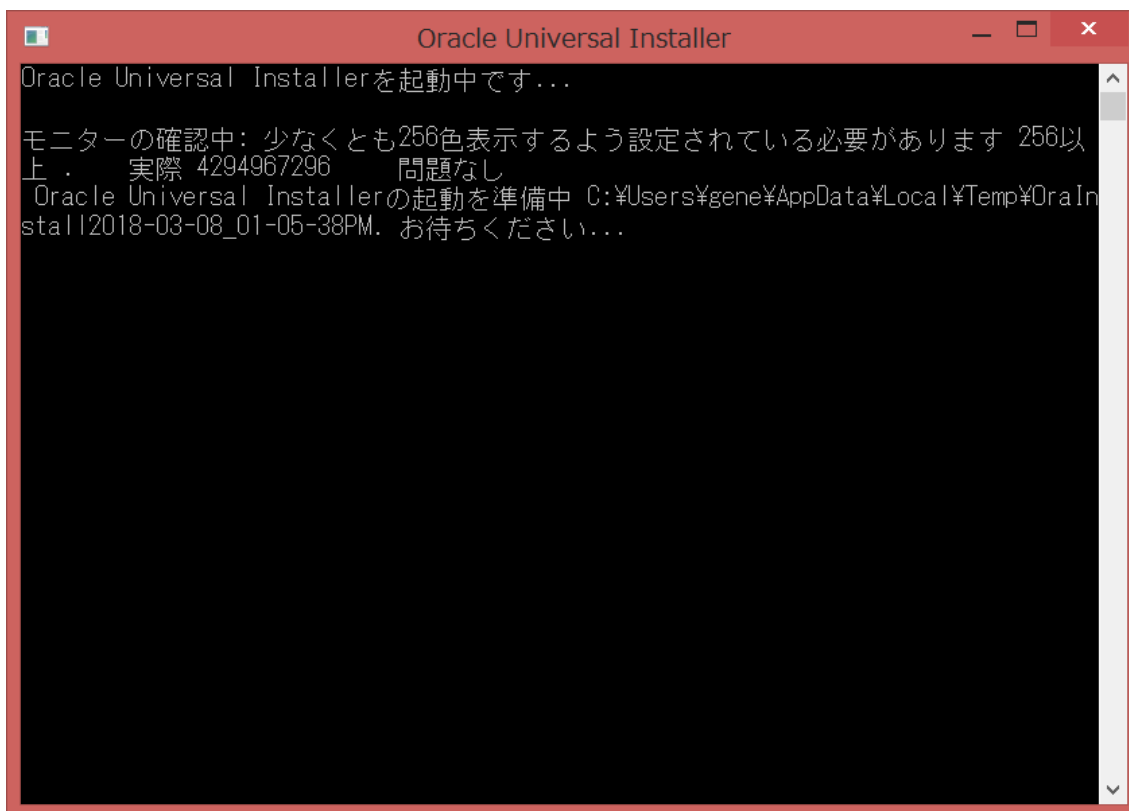 Oracle Universal Installer
Oracle Universal Installerを起動中です...
モニターの確認中: 少なくとも256色表示するよう設定されている必要があります 256以
上 .    実際 4294967296     問題なし
 Oracle Universal Installerの起動を準備中 C:¥Users¥gene¥AppData¥Local¥Temp¥OraIn
stall2018-03-08_01-05-38PM. お待ちください...